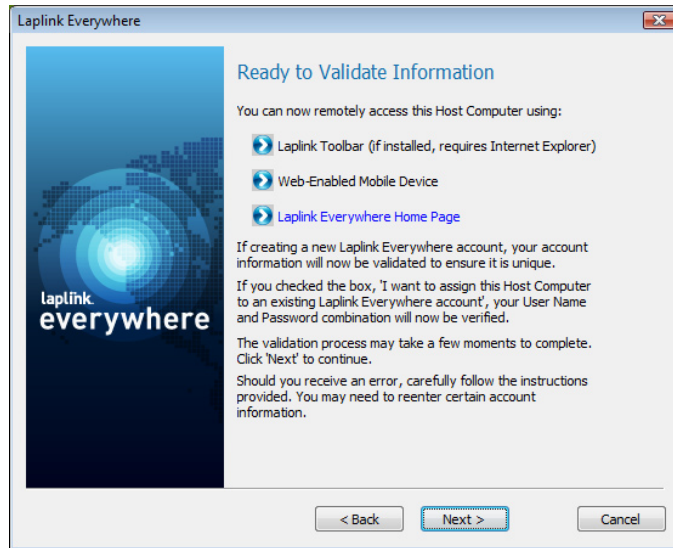 Laplink Everywhere
Ready to Validate Information
You can now remotely access this Host Computer using:
Laplink Toolbar (if installed, requires Internet Explorer)
Web-Enabled Mobile Device
Laplink Everywhere Home Page
If creating a new Laplink Everywhere account, your account
information will now be validated to ensure it is unique.
If you checked the box, 'I want to assign this Host Computer
to an existing Laplink Everywhere account', your User Name
and Password combination will now be verified.
The validation process may take a few moments to complete.
Click 'Next' to continue.
Should you receive an error, carefully follow the instructions
provided. You may need to reenter certain account
information.
laplink.
everywhere
< Back
Next >
Cancel